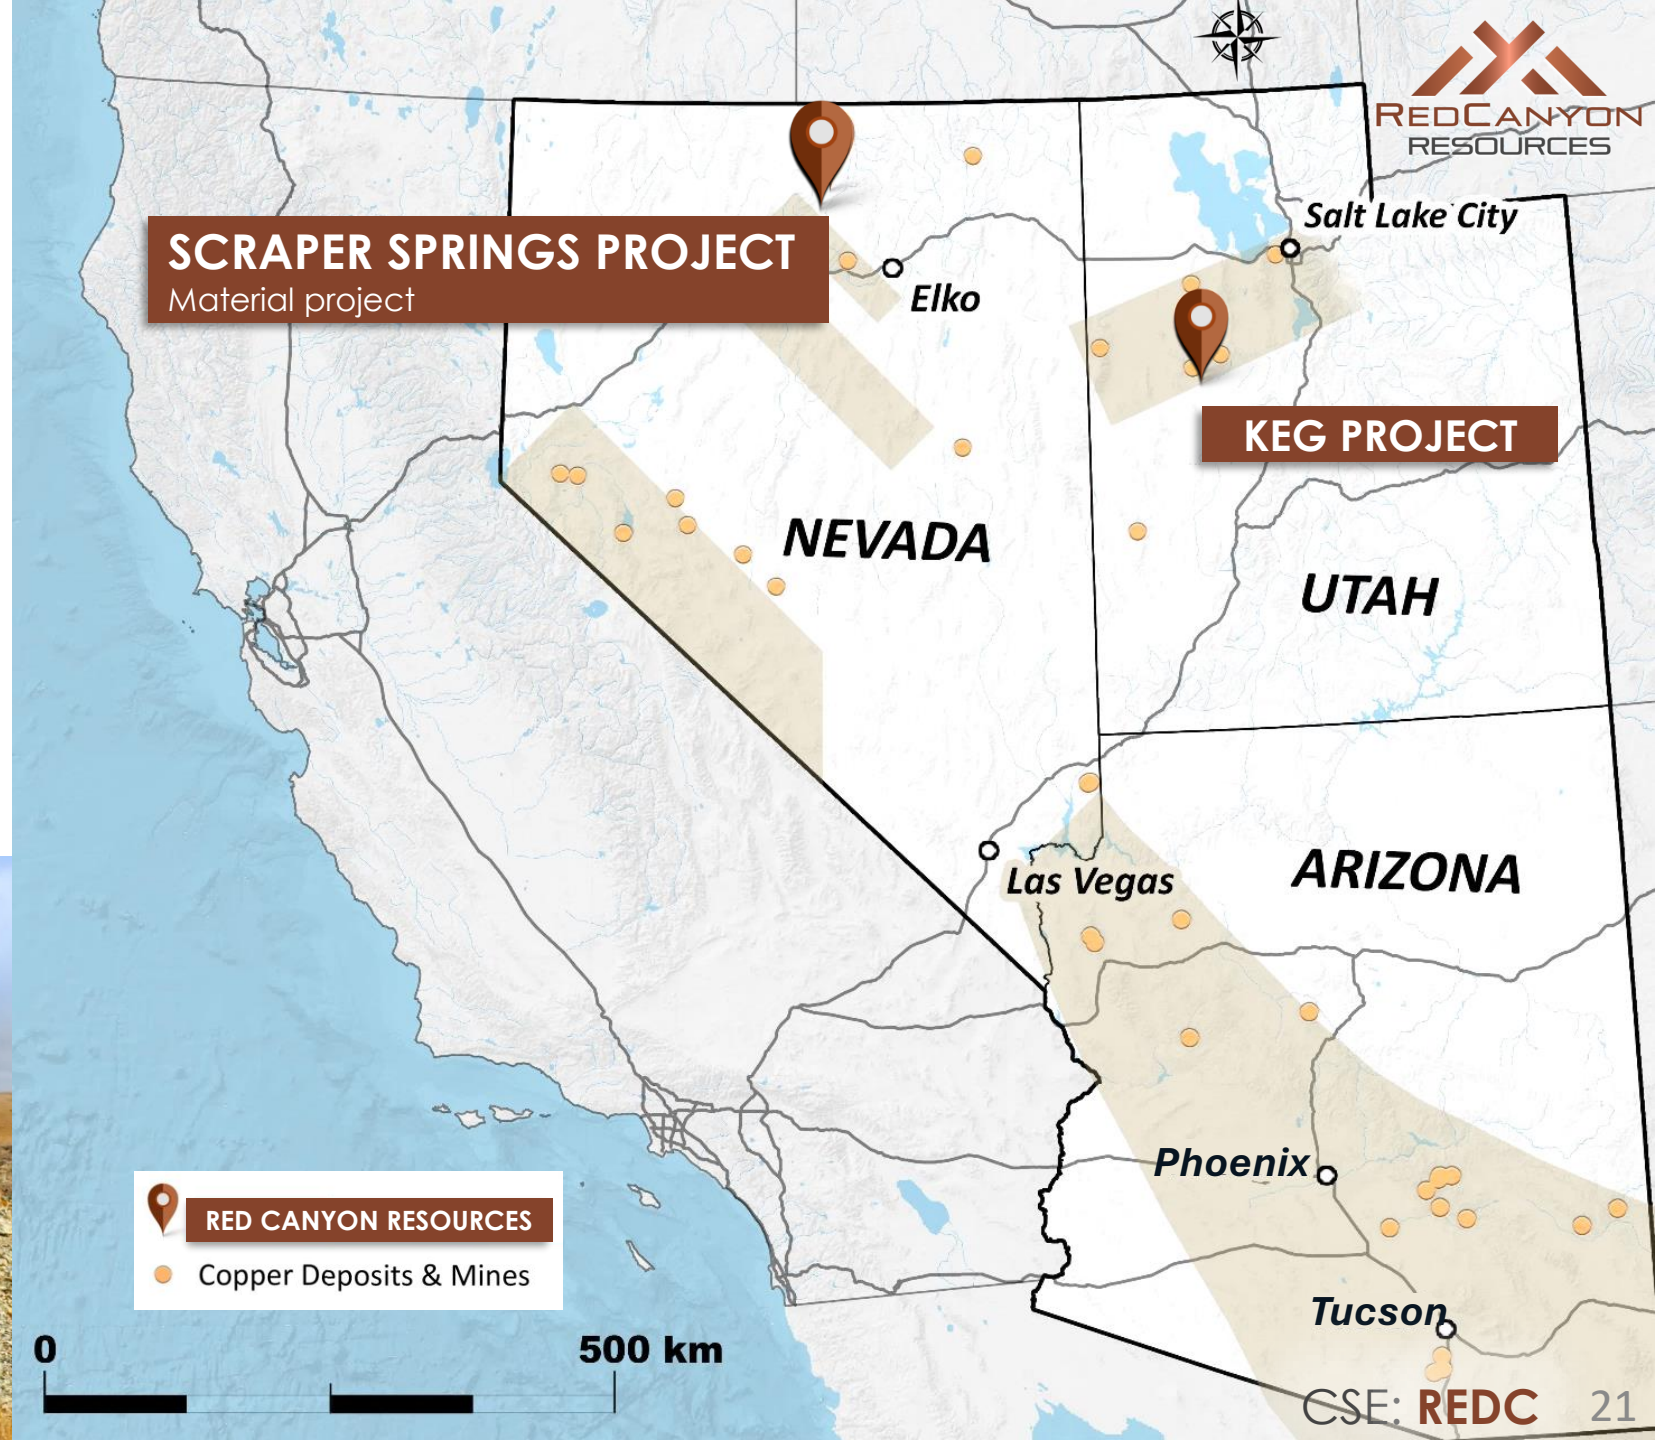 REDCANYON
RESOURCES
Salt Lake City
SCRAPER SPRINGS PROJECT
Material project
Elko
KEG PROJECT
NEVADA
UTAH
ARIZONA
Las Vegas
Phoenix
RED CANYON RESOURCES
Copper Deposits & Mines
Tucson
0 500 km
CSE: REDC 21